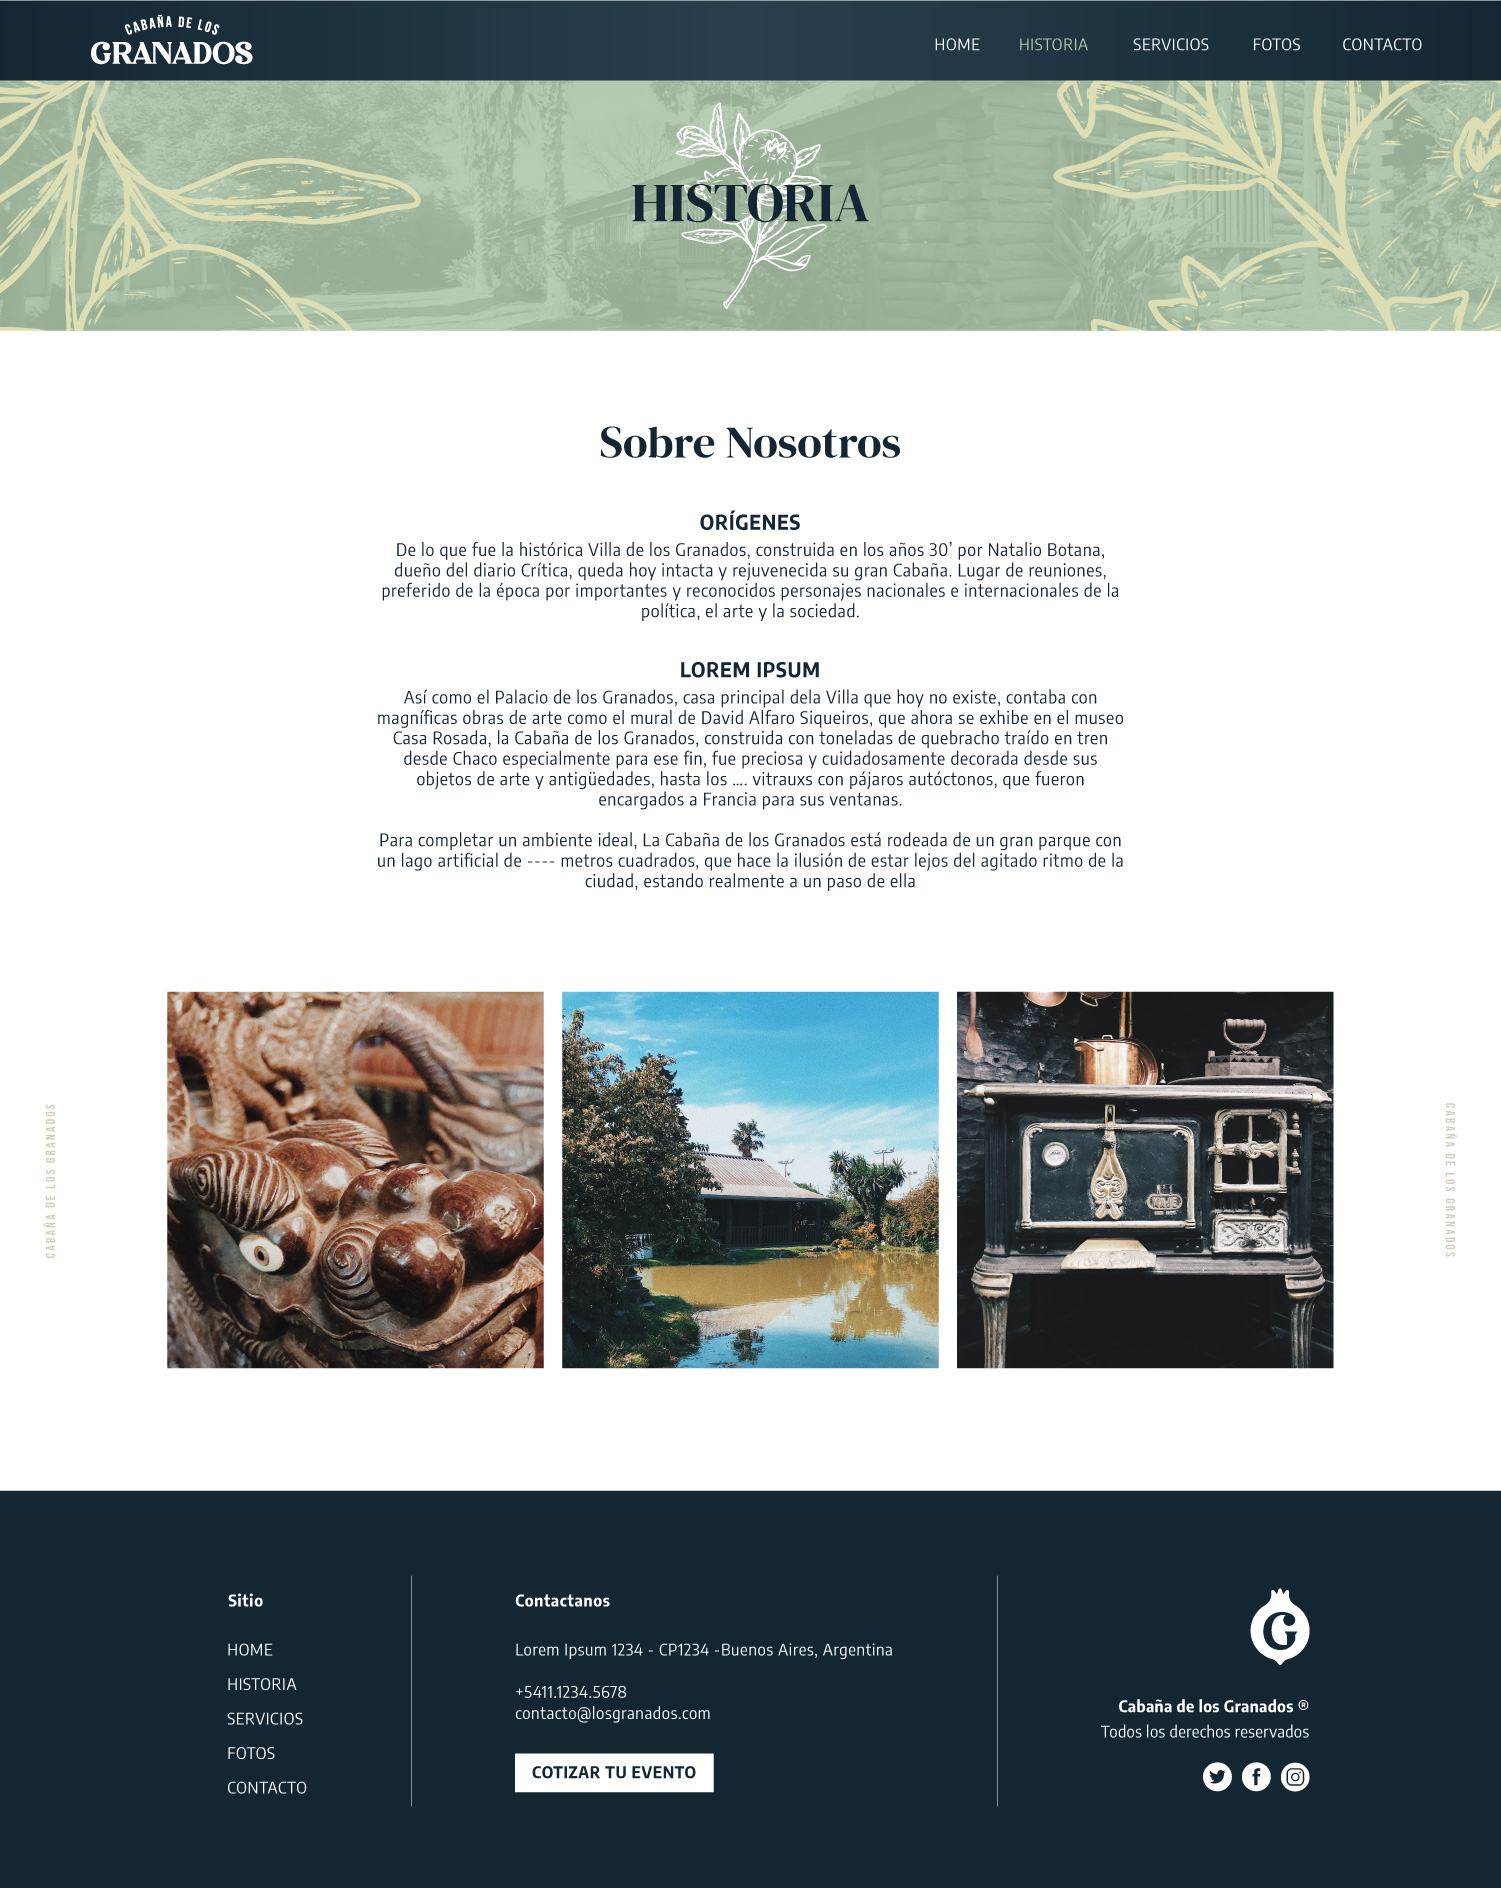 CABAÑA DE LOS
GRANADOS
HOME HISTORIA SERVICIOS FOTOS CONTACTO
HISTORIA
Sobre Nosotros
ORÍGENES
De lo que fue la histórica Villa de los Granados, construida en los años 30’ por Natalio Botana,
dueño del diario Crítica, queda hoy intacta y rejuvenecida su gran Cabaña. Lugar de reuniones,
preferido de la época por importantes y reconocidos personajes nacionales e internacionales de la
política, el arte y la sociedad.
LOREM IPSUM
Así como el Palacio de los Granados, casa principal dela Villa que hoy no existe, contaba con
magníficas obras de arte como el mural de David Alfaro Siqueiros, que ahora se exhibe en el museo
Casa Rosada, la Cabaña de los Granados, construida con toneladas de quebracho traído en tren
desde Chaco especialmente para ese fin, fue preciosa y cuidadosamente decorada desde sus
objetos de arte y antigüedades, hasta los .... vitrauxs con pájaros autóctonos, que fueron
encargados a Francia para sus ventanas.
Para completar un ambiente ideal, La Cabaña de los Granados está rodeada de un gran parque con
un lago artificial de ---- metros cuadrados, que hace la ilusión de estar lejos del agitado ritmo de la
ciudad, estando realmente a un paso de ella
CABAÑA DE LOS GRANADOS
CABAÑA DE LOS GRANADOS
Sitio
HOME
HISTORIA
SERVICIOS
FOTOS
CONTACTO
Contactanos
Lorem Ipsum 1234 - CP1234 -Buenos Aires, Argentina
+5411.1234.5678
contacto@losgranados.com
COTIZAR TU EVENTO
G
Cabaña de los Granados ®
Todos los derechos reservados